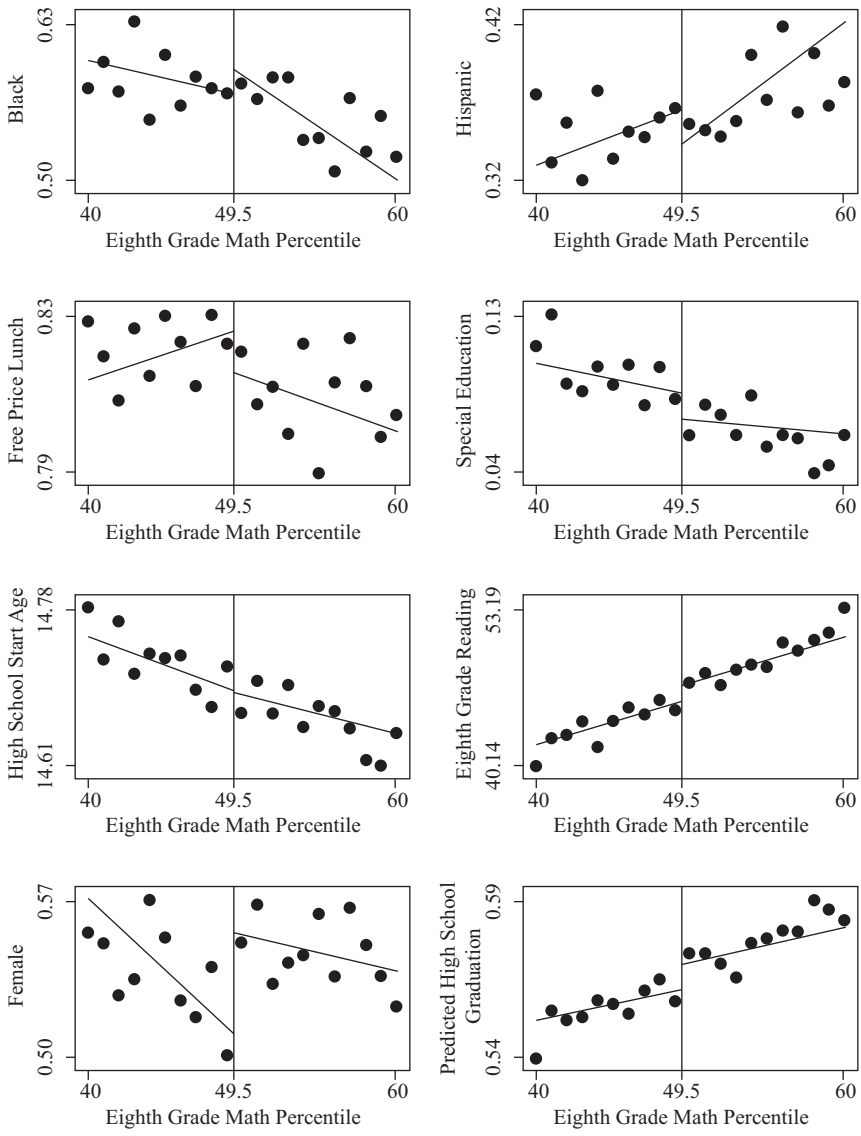 Black
0.63
0.50
40 49.5 60
Eighth Grade Math Percentile
Hispanic
0.42
0.32
40 49.5 60
Eighth Grade Math Percentile
Free Price Lunch
0.83
0.79
40 49.5 60
Eighth Grade Math Percentile
Special Education
0.13
0.04
40 49.5 60
Eighth Grade Math Percentile
High School Start Age
14.78
14.61
40 49.5 60
Eighth Grade Math Percentile
Eighth Grade Reading
53.19
40.14
40 49.5 60
Eighth Grade Math Percentile
Female
0.57
0.50
40 49.5 60
Eighth Grade Math Percentile
Predicted High School
Graduation
0.59
0.54
40 49.5 60
Eighth Grade Math Percentile